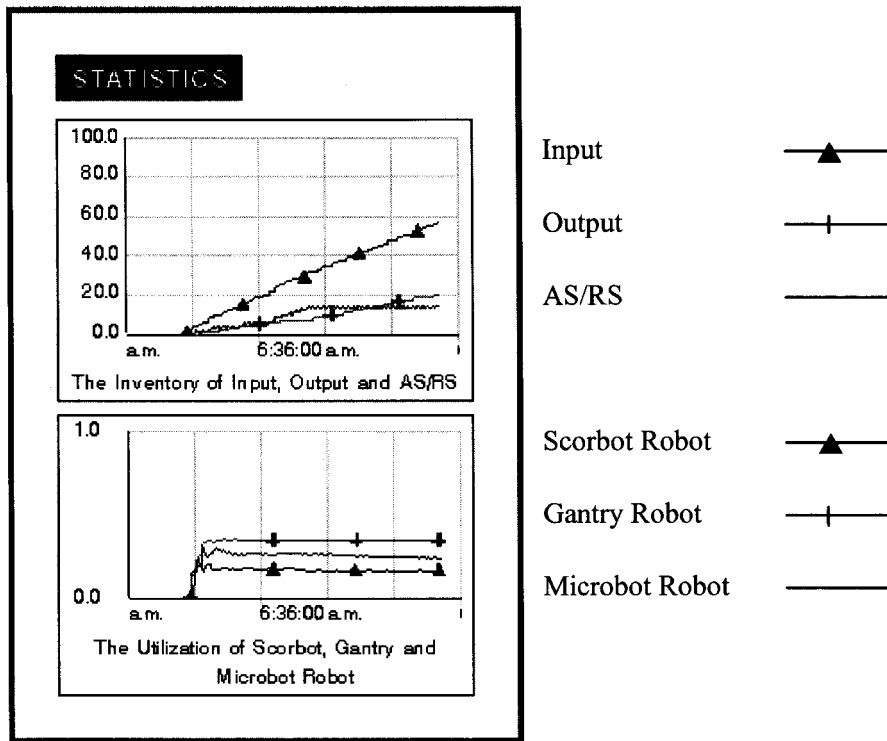 STATISTICS
100.0
80.0
60.0
40.0
20.0
0.0
a.m.
6:36:00 a.m.
The Inventory of Input, Output and AS/RS
Input
Output
AS/RS
1.0
0.0
a.m.
6:36:00 a.m.
The Utilization of Scorbot, Gantry and
Microbot Robot
Scorbot Robot
Gantry Robot
Microbot Robot